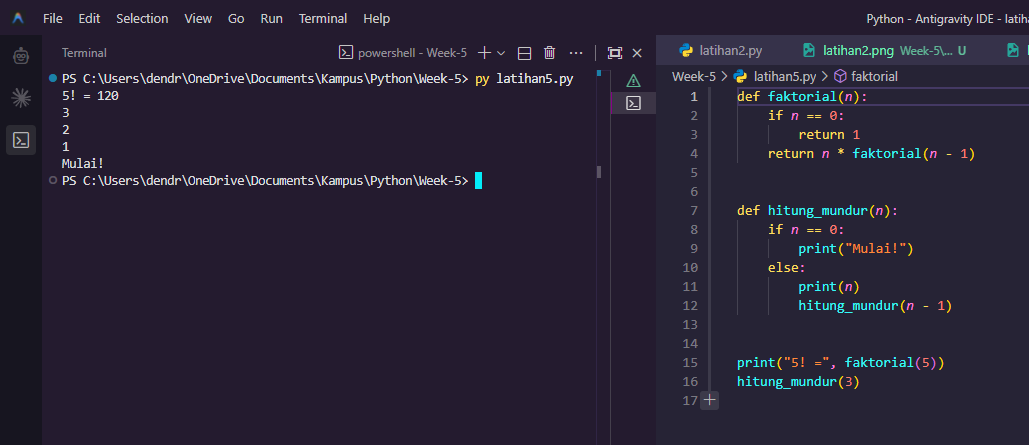 File Edit Selection View Go Run Terminal Help
Python - Antigravity IDE - latiha
Terminal
powershell - Week-5
PS C:\Users\dendr\OneDrive\Documents\Kampus\Python\Week-5> py latihan5.py
5! = 120
3
2
1
Mulai!
PS C:\Users\dendr\OneDrive\Documents\Kampus\Python\Week-5>
latihan2.py
latihan2.png Week-5\... U
Week-5 > latihan5.py > faktorial
1 def faktorial(n):
2 if n == 0:
3 return 1
4 return n * faktorial(n - 1)
5
6
7 def hitung_mundur(n):
8 if n == 0:
9 print("Mulai!")
10 else:
11 print(n)
12 hitung_mundur(n - 1)
13
14
15 print("5! =", faktorial(5))
16 hitung_mundur(3)
17